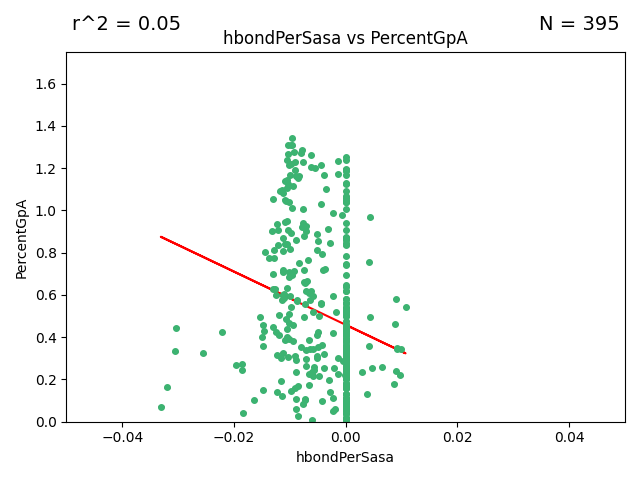 r^2 = 0.05
N = 395
hbondPerSasa vs PercentGpA
1.6
1.4
1.2
1.0
0.8
0.6
0.4
0.2
0.0
PercentGpA
−0.04
−0.02
0.00
0.02
0.04
hbondPerSasa